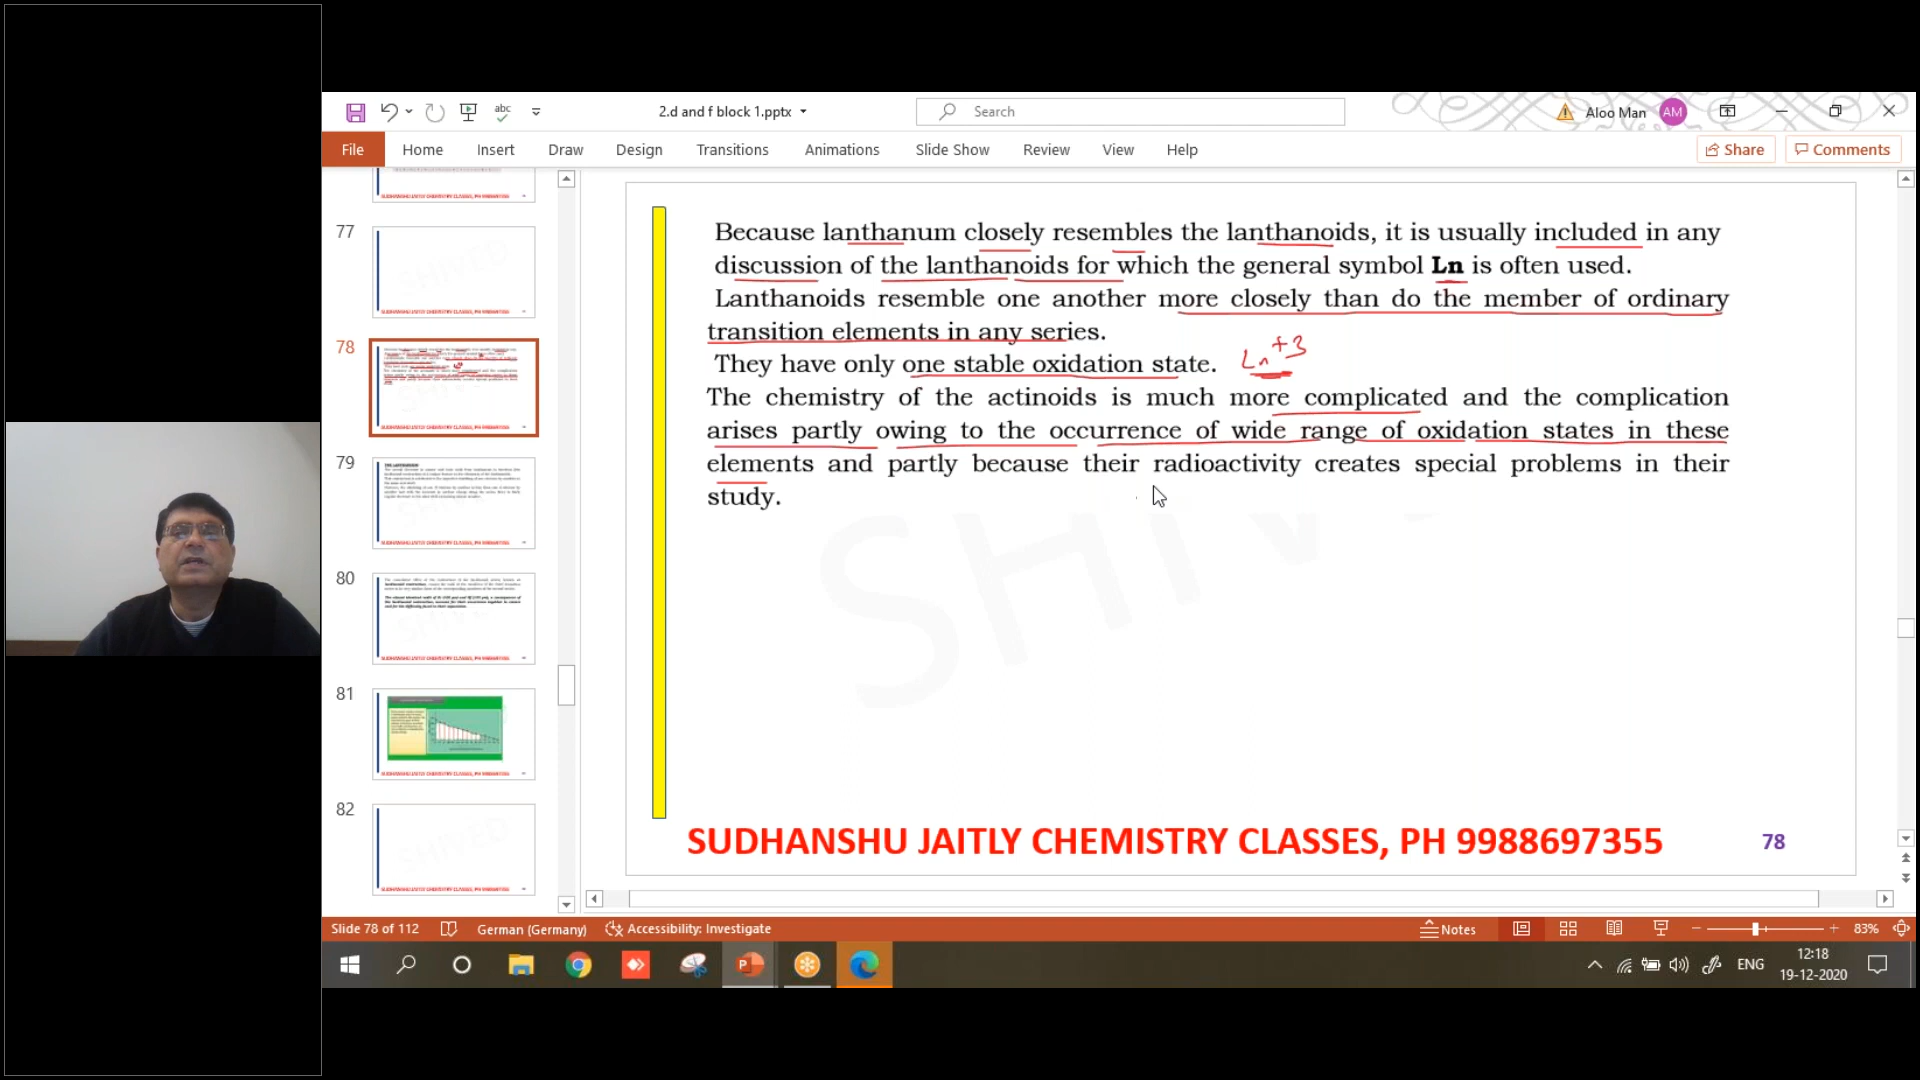 2.d and f block 1.pptx
Search
Aloo Man
AM
File
Home
Insert
Draw
Design
Transitions
Animations
Slide Show
Review
View
Help
Share
Comments
77
78
79
80
81
82
Because lanthanum closely resembles the lanthanoids, it is usually included in any
discussion of the lanthanoids for which the general symbol Ln is often used.
Lanthanoids resemble one another more closely than do the member of ordinary
transition elements in any series.
They have only one stable oxidation state.
Ln+3
The chemistry of the actinoids is much more complicated and the complication
arises partly owing to the occurrence of wide range of oxidation states in these
elements and partly because their radioactivity creates special problems in their
study.
SUDHANSHU JAITLY CHEMISTRY CLASSES, PH 9988697355
78
Slide 78 of 112
German (Germany)
Accessibility: Investigate
Notes
83%
ENG
12:18
19-12-2020